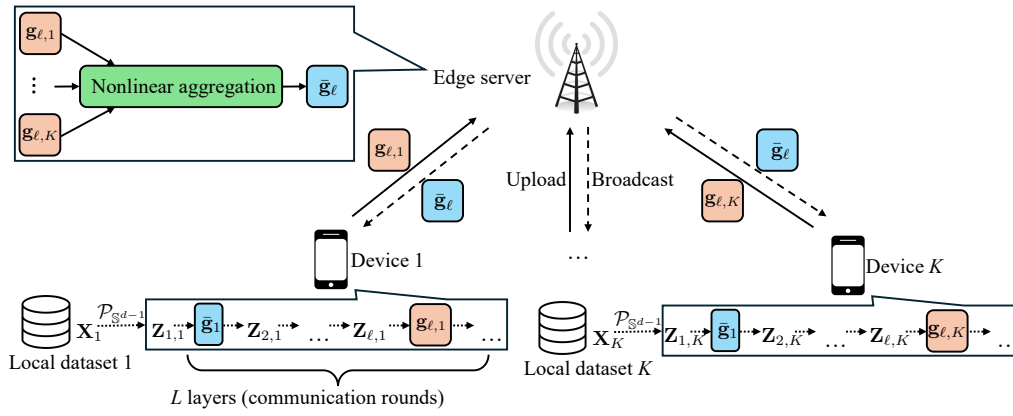 g_{ℓ,1}
⋮
g_{ℓ,K}
Nonlinear aggregation
ḡ_ℓ
Edge server
g_{ℓ,1}
ḡ_ℓ
Upload
Broadcast
ḡ_ℓ
g_{ℓ,K}
...
Device 1
Device K
X_1
P_{𝕊^{d−1}}
Z_{1,1}
ḡ_1
Z_{2,1}
...
Z_{ℓ,1}
g_{ℓ,1}
...
Local dataset 1
L layers (communication rounds)
X_K
P_{𝕊^{d−1}}
Z_{1,K}
ḡ_1
Z_{2,K}
...
Z_{ℓ,K}
g_{ℓ,K}
...
Local dataset K